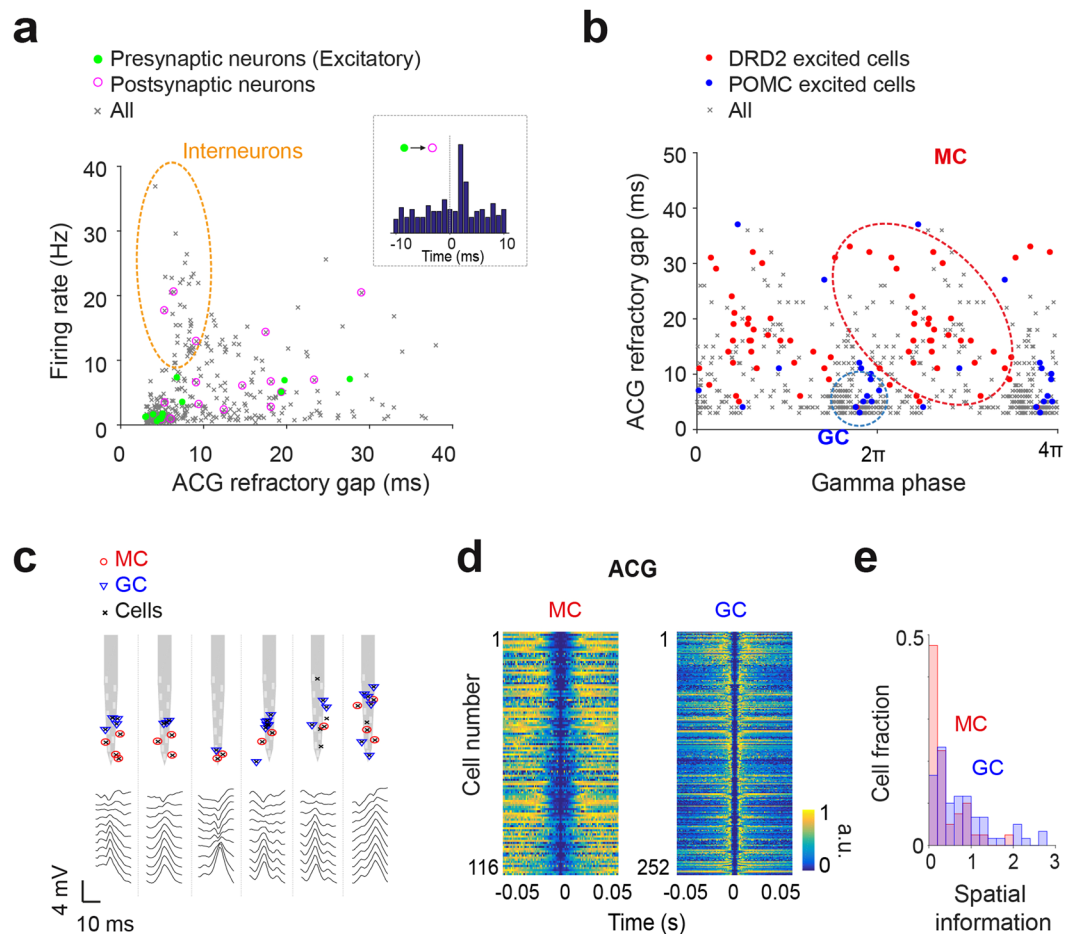 a
Presynaptic neurons (Excitatory)
Postsynaptic neurons
All
Interneurons
40
30
20
10
0
Firing rate (Hz)
0 10 20 30 40
ACG refractory gap (ms)
-10 0 10
Time (ms)
b
DRD2 excited cells
POMC excited cells
All
MC
50
40
30
20
10
0
ACG refractory gap (ms)
GC
0 2π 4π
Gamma phase
c
MC
GC
Cells
4 mV
10 ms
d
ACG
MC GC
1 1
Cell number
116 252
-0.05 0 0.05 -0.05 0 0.05
Time (s)
1
0
a.u.
e
0.5
0
Cell fraction
MC
GC
0 1 2 3
Spatial
information